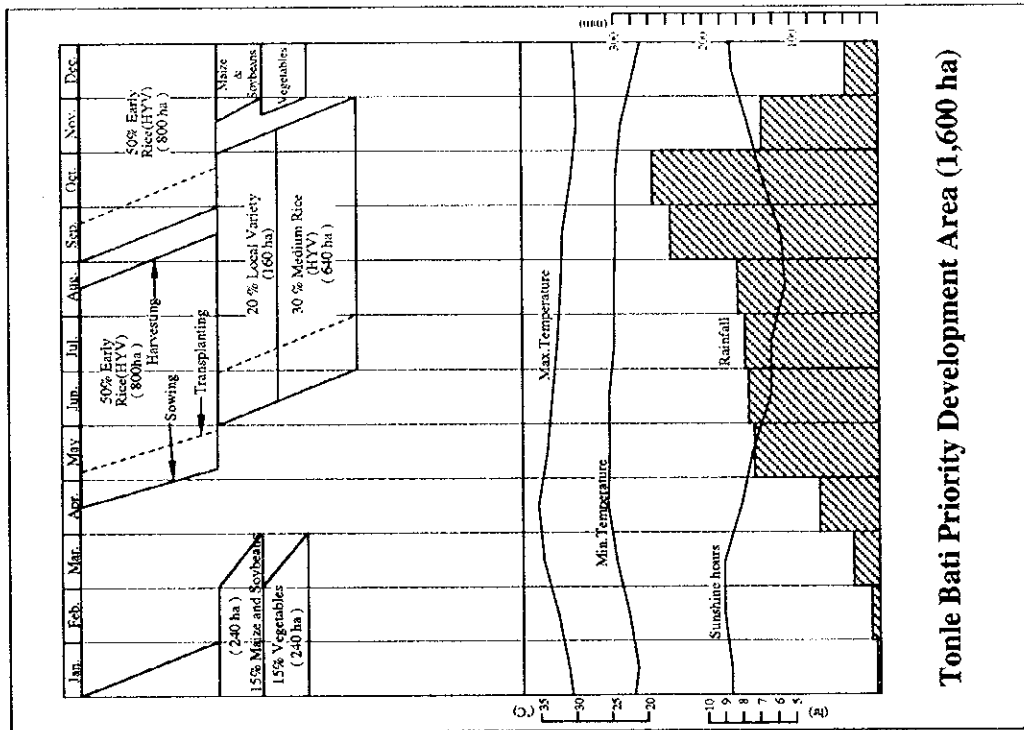 Jan.
Feb.
Mar.
Apr.
May
Jun.
Jul.
Aug.
Sep.
Oct.
Nov.
Dec.
50% Early
Rice(HYV)
( 800ha )
Sowing
Harvesting
Transplanting
50% Early
Rice(HYV)
( 800 ha )
Maize
&
Soybeans
Vegetables
( 240 ha )
15% Maize and Soybeans
15% Vegetables
( 240 ha )
20 % Local Variety
(160 ha)
30 % Medium Rice
(HYV)
( 640 ha)
(°C)
35
30
25
20
Max.Temperature
Min.Temperature
(hr)
10
9
8
7
6
5
Sunshine hours
Rainfall
(mm)
300
200
100
Tonle Bati Priority Development Area (1,600 ha)